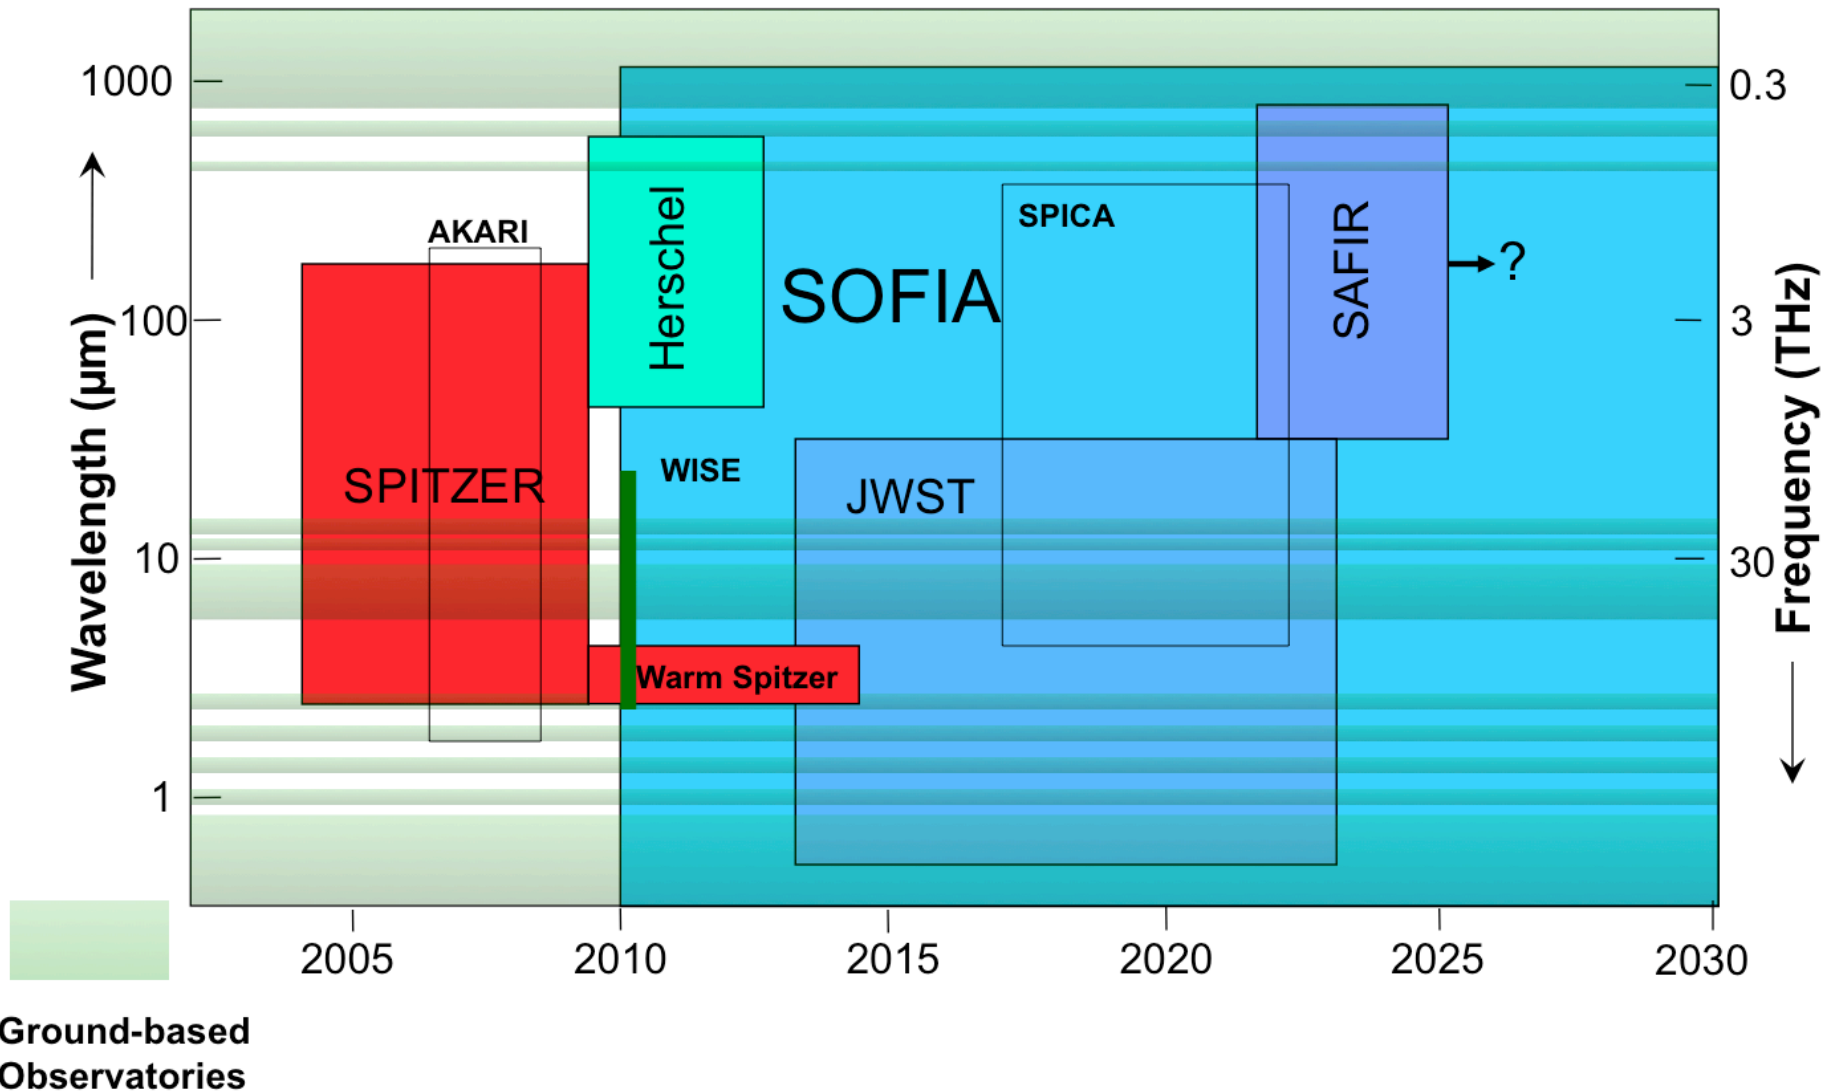 1000
0.3
AKARI
Herschel
SPICA
SAFIR
SOFIA
?
100
3
Wavelength (µm)
Frequency (THz)
WISE
SPITZER
JWST
10
30
Warm Spitzer
1
2005
2010
2015
2020
2025
2030
Ground-based
Observatories